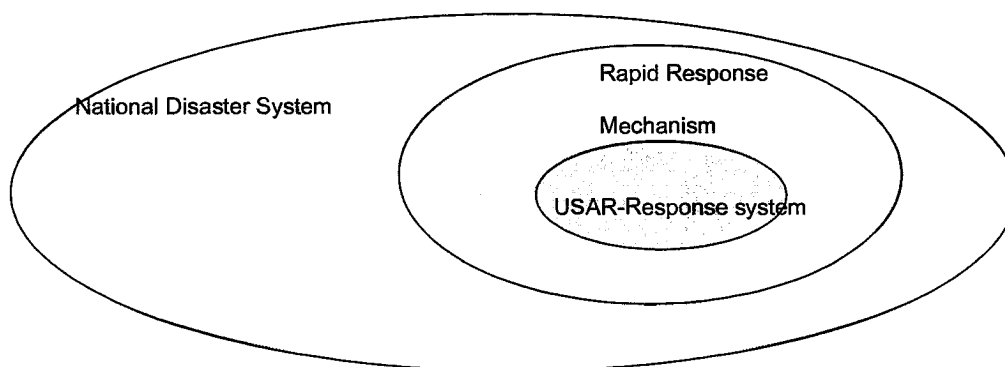 Rapid Response
National Disaster System
Mechanism
USAR-Response system